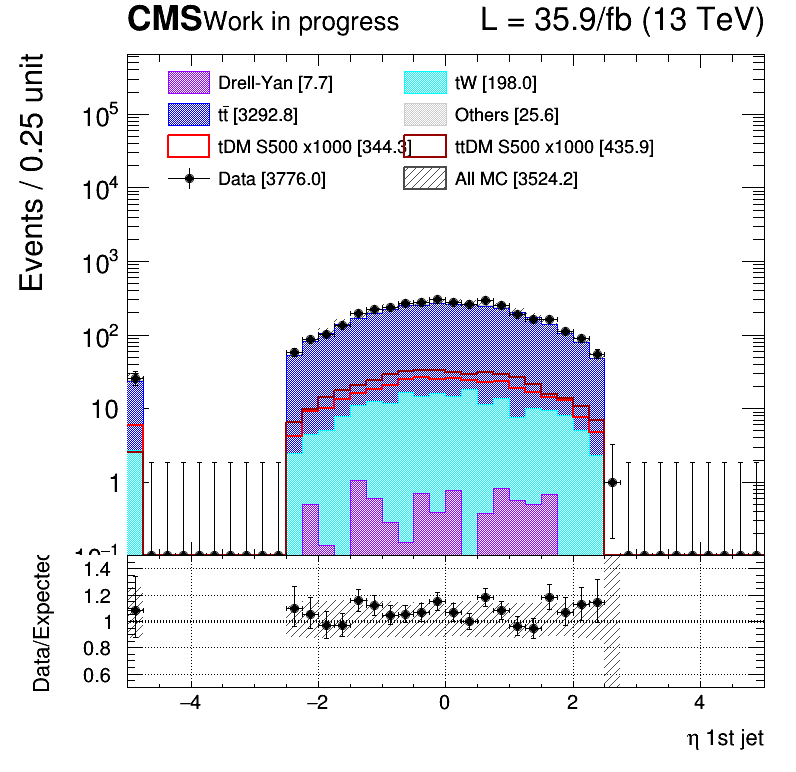 CMS Work in progress L = 35.9/fb (13 TeV)
Drell-Yan [7.7] tW [198.0]
tt̄ [3292.8] Others [25.6]
tDM S500 x1000 [344.3] ttDM S500 x1000 [435.9]
Data [3776.0] All MC [3524.2]
Events / 0.25 unit
10⁵
10⁴
10³
10²
10
1
10⁻¹
Data/Expected
1.4
1.2
1
0.8
0.6
−4 −2 0 2 4
η 1st jet